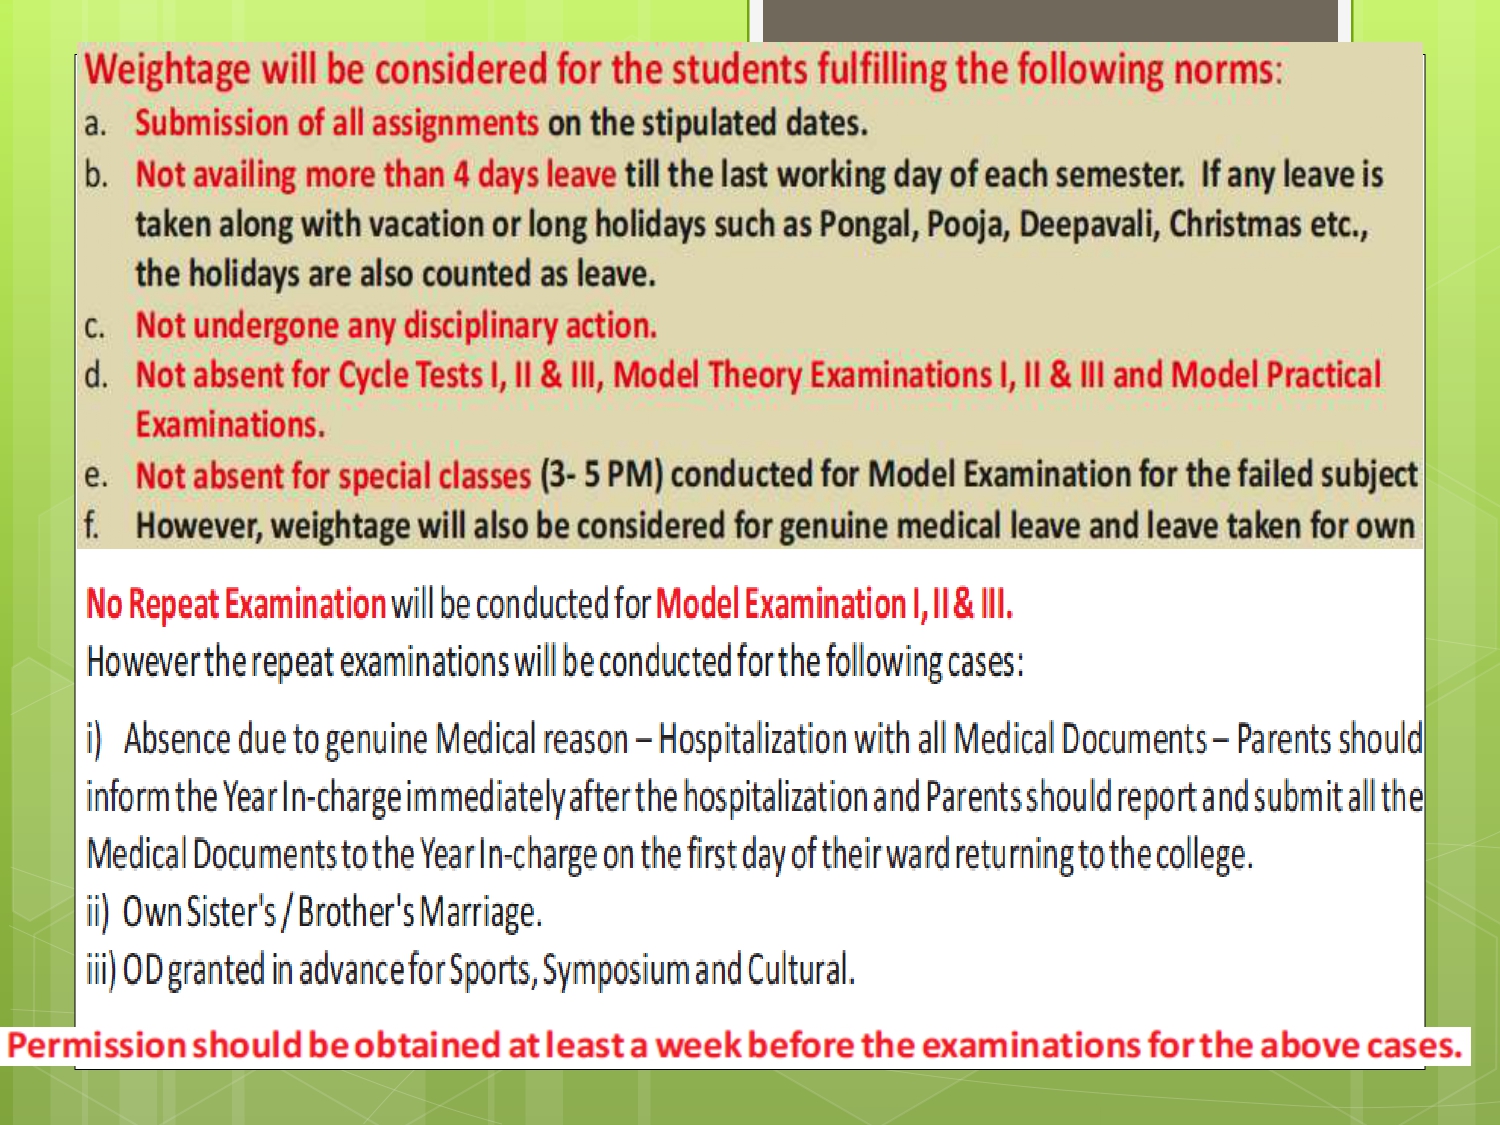 Weightage will be considered for the students fulfilling the following norms:
a. Submission of all assignments on the stipulated dates.
b. Not availing more than 4 days leave till the last working day of each semester. If any leave is
taken along with vacation or long holidays such as Pongal, Pooja, Deepavali, Christmas etc.,
the holidays are also counted as leave.
c. Not undergone any disciplinary action.
d. Not absent for Cycle Tests I, II & III, Model Theory Examinations I, II & III and Model Practical
Examinations.
e. Not absent for special classes (3- 5 PM) conducted for Model Examination for the failed subject
f. However, weightage will also be considered for genuine medical leave and leave taken for own
No Repeat Examination will be conducted for Model Examination I, II & III.
However the repeat examinations will be conducted for the following cases:
i) Absence due to genuine Medical reason – Hospitalization with all Medical Documents – Parents should
inform the Year In-charge immediately after the hospitalization and Parents should report and submit all the
Medical Documents to the Year In-charge on the first day of their ward returning to the college.
ii) Own Sister's / Brother's Marriage.
iii) OD granted in advance for Sports, Symposium and Cultural.
Permission should be obtained at least a week before the examinations for the above cases.